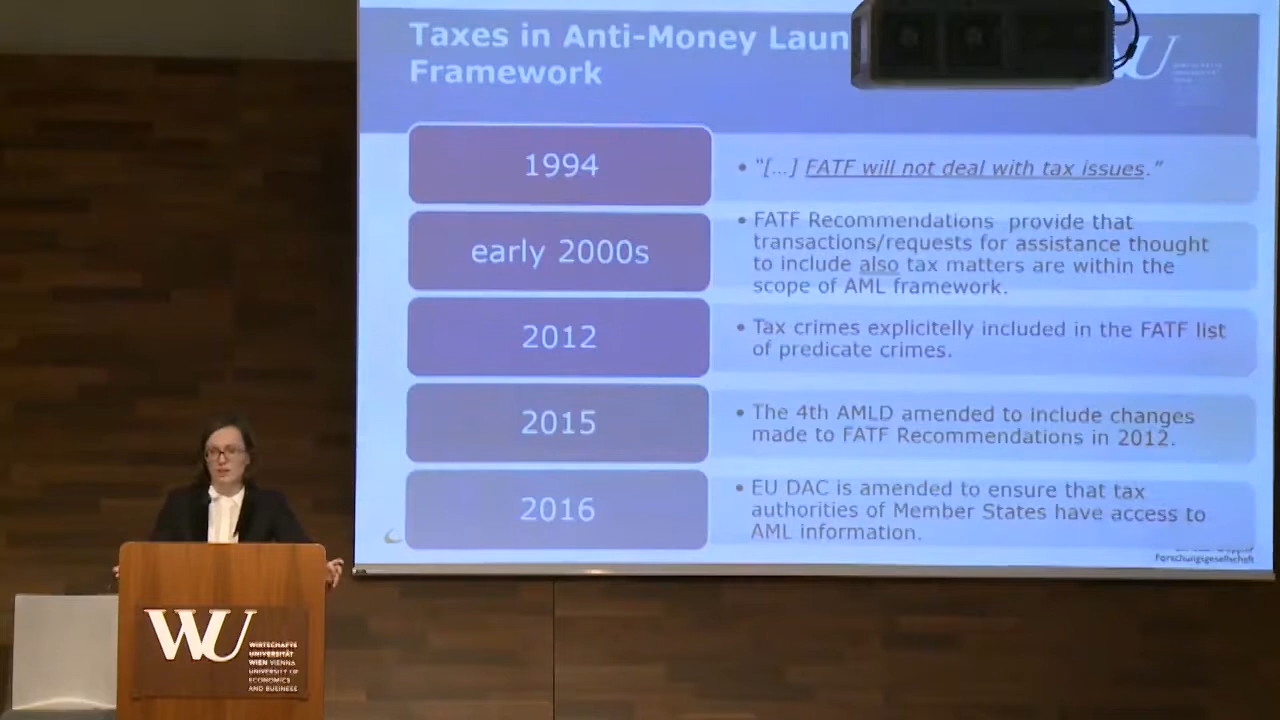 Taxes in Anti-Money Laun
Framework
WU
1994
• "[...] FATF will not deal with tax issues."
early 2000s
• FATF Recommendations provide that
transactions/requests for assistance thought
to include also tax matters are within the
scope of AML framework.
2012
• Tax crimes explicitelly included in the FATF list
of predicate crimes.
2015
• The 4th AMLD amended to include changes
made to FATF Recommendations in 2012.
2016
• EU DAC is amended to ensure that tax
authorities of Member States have access to
AML information.
Forschungsgesellschaft
WU
WIRTSCHAFTS
UNIVERSITÄT
WIEN VIENNA
UNIVERSITY OF
ECONOMICS
AND BUSINESS